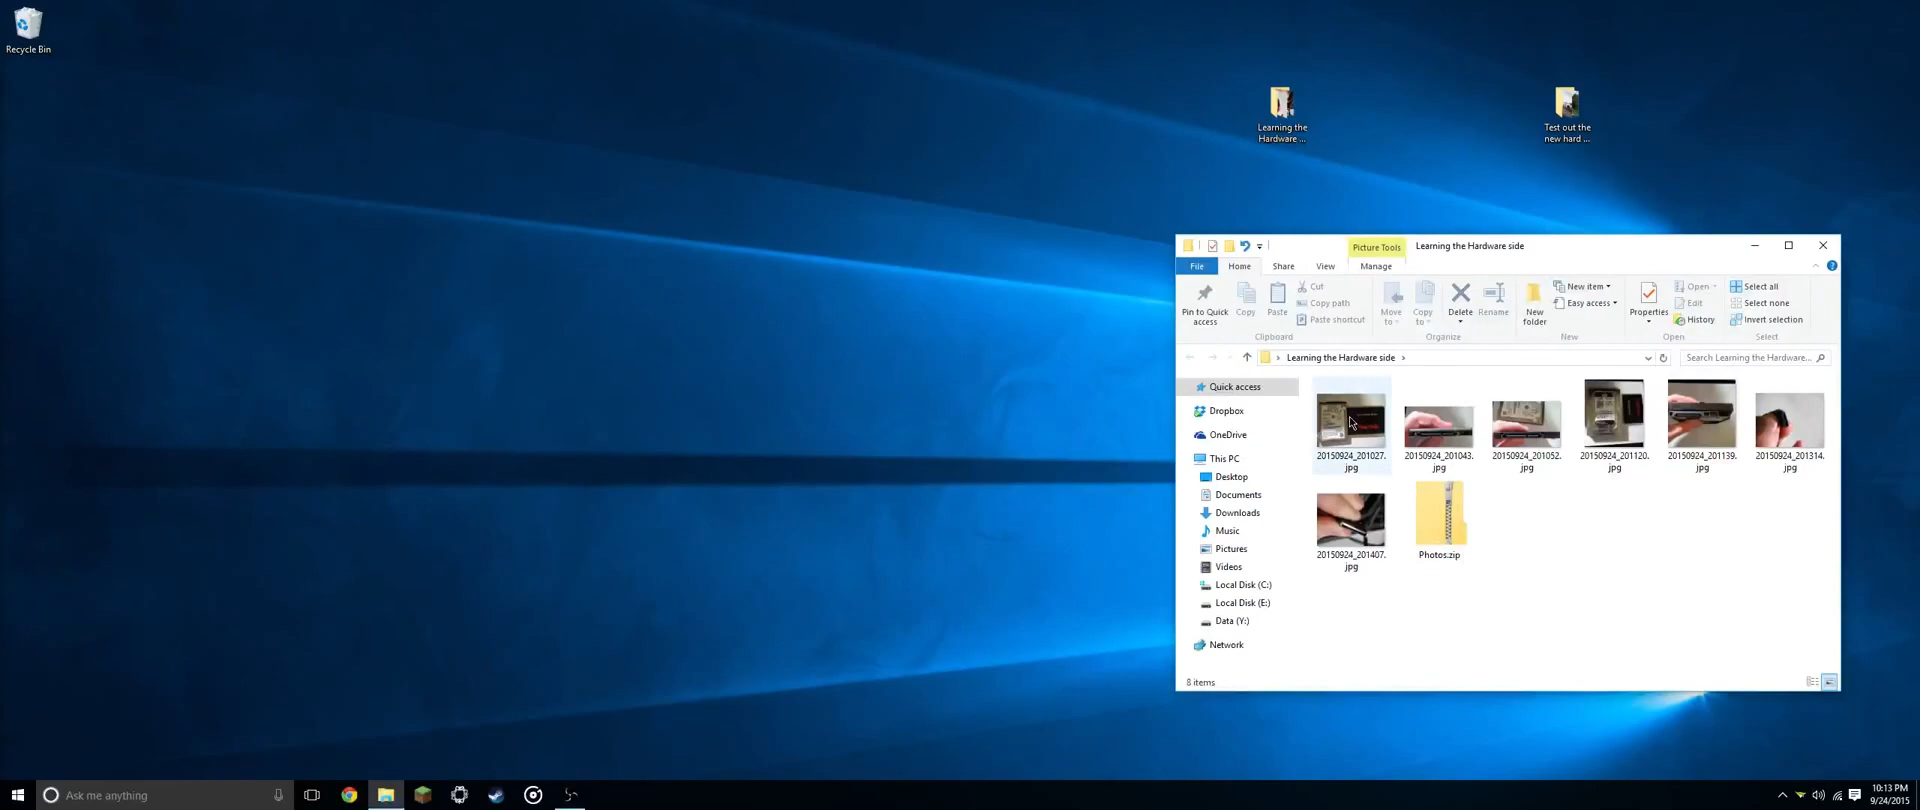 Recycle Bin
Learning the
Hardware ...
Test out the
new hard ...
Picture Tools
Learning the Hardware side
File
Home
Share
View
Manage
Pin to Quick
access
Copy
Paste
Cut
Copy path
Paste shortcut
Clipboard
Move
to
Copy
to
Delete
Rename
Organize
New
folder
New item
Easy access
New
Properties
Open
Edit
History
Open
Select all
Select none
Invert selection
Select
Learning the Hardware side
Search Learning the Hardware...
Quick access
Dropbox
OneDrive
This PC
Desktop
Documents
Downloads
Music
Pictures
Videos
Local Disk (C:)
Local Disk (E:)
Data (Y:)
Network
20150924_201027.
jpg
20150924_201043.
jpg
20150924_201052.
jpg
20150924_201120.
jpg
20150924_201139.
jpg
20150924_201314.
jpg
20150924_201407.
jpg
Photos.zip
8 items
Ask me anything
10:13 PM
9/24/2015